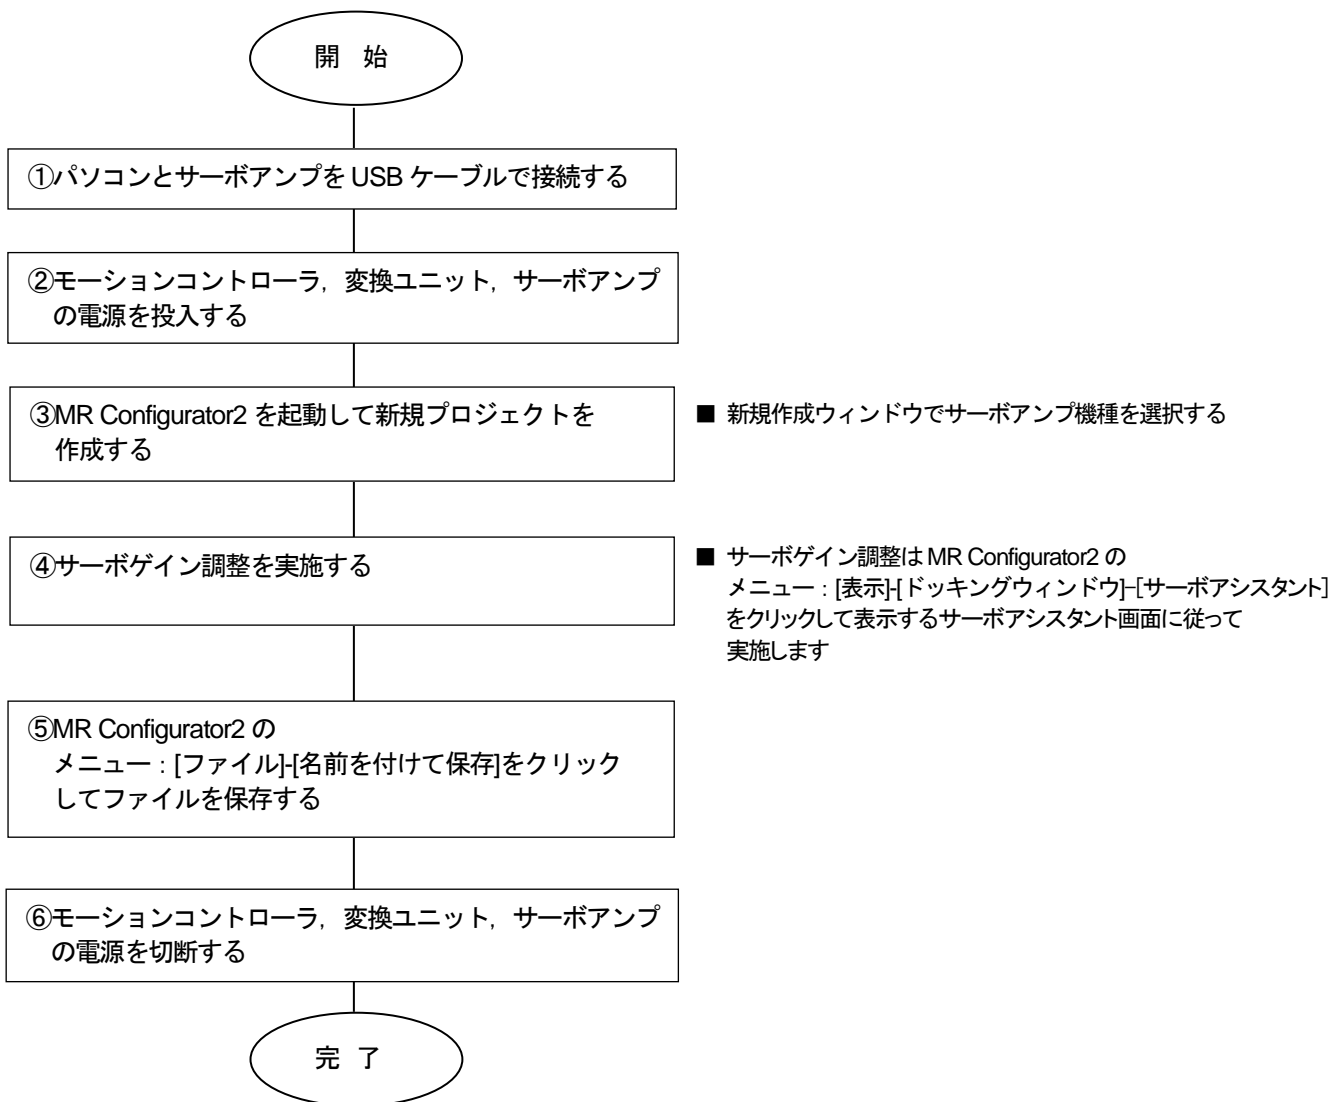 開 始
①パソコンとサーボアンプを USB ケーブルで接続する
②モーションコントローラ, 変換ユニット, サーボアンプ
の電源を投入する
③MR Configurator2 を起動して新規プロジェクトを
作成する
■ 新規作成ウィンドウでサーボアンプ機種を選択する
④サーボゲイン調整を実施する
■ サーボゲイン調整は MR Configurator2 の
メニュー：[表示]-[ドッキングウィンドウ]-[サーボアシスタント]
をクリックして表示するサーボアシスタント画面に従って
実施します
⑤MR Configurator2 の
メニュー：[ファイル]-[名前を付けて保存]をクリック
してファイルを保存する
⑥モーションコントローラ, 変換ユニット, サーボアンプ
の電源を切断する
完 了